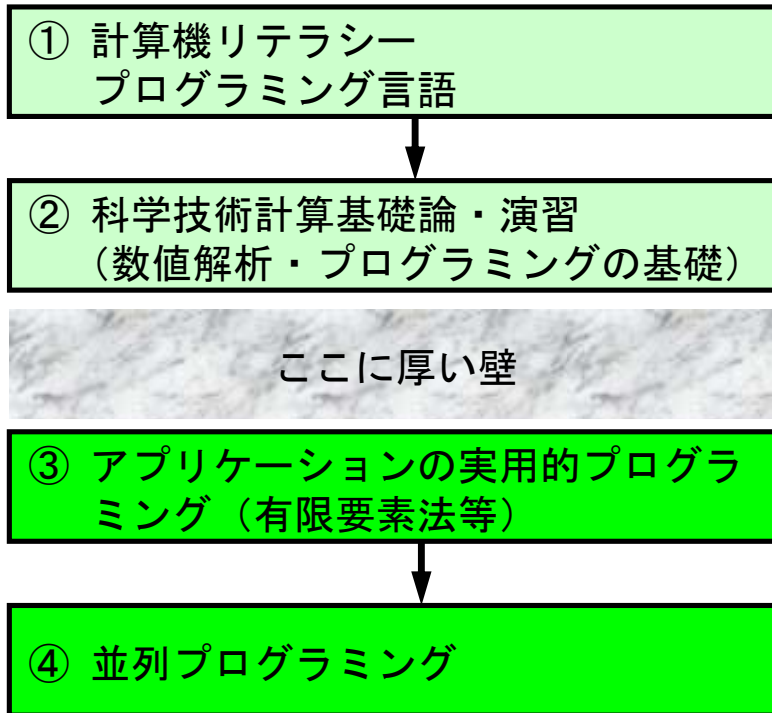 ① 計算機リテラシー
プログラミング言語
② 科学技術計算基礎論・演習
（数値解析・プログラミングの基礎）
ここに厚い壁
③ アプリケーションの実用的プログラ
ミング（有限要素法等）
④ 並列プログラミング